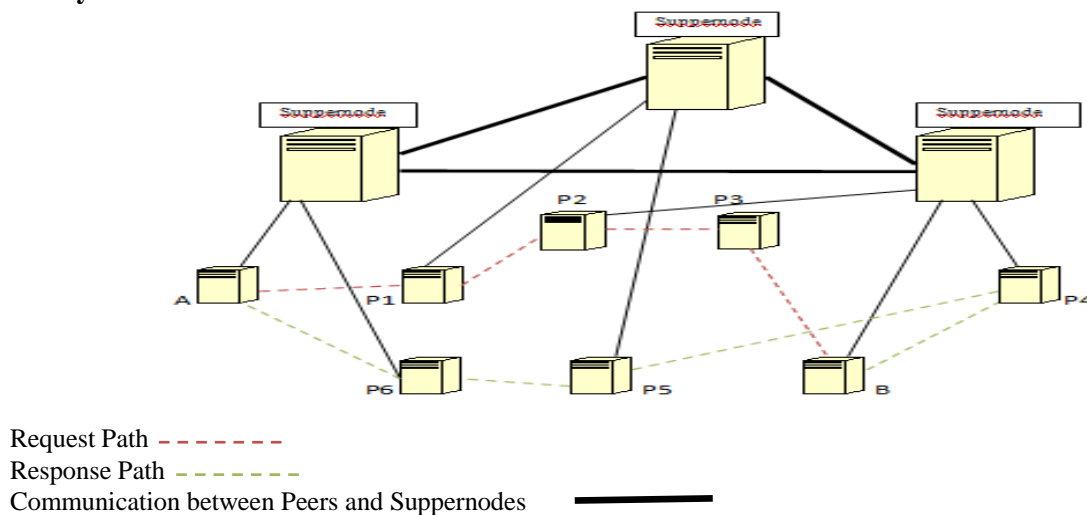 Suppernode
Suppernode
Suppernode
P2
P3
A
P1
P4
P6
P5
B
Request Path
Response Path
Communication between Peers and Suppernodes